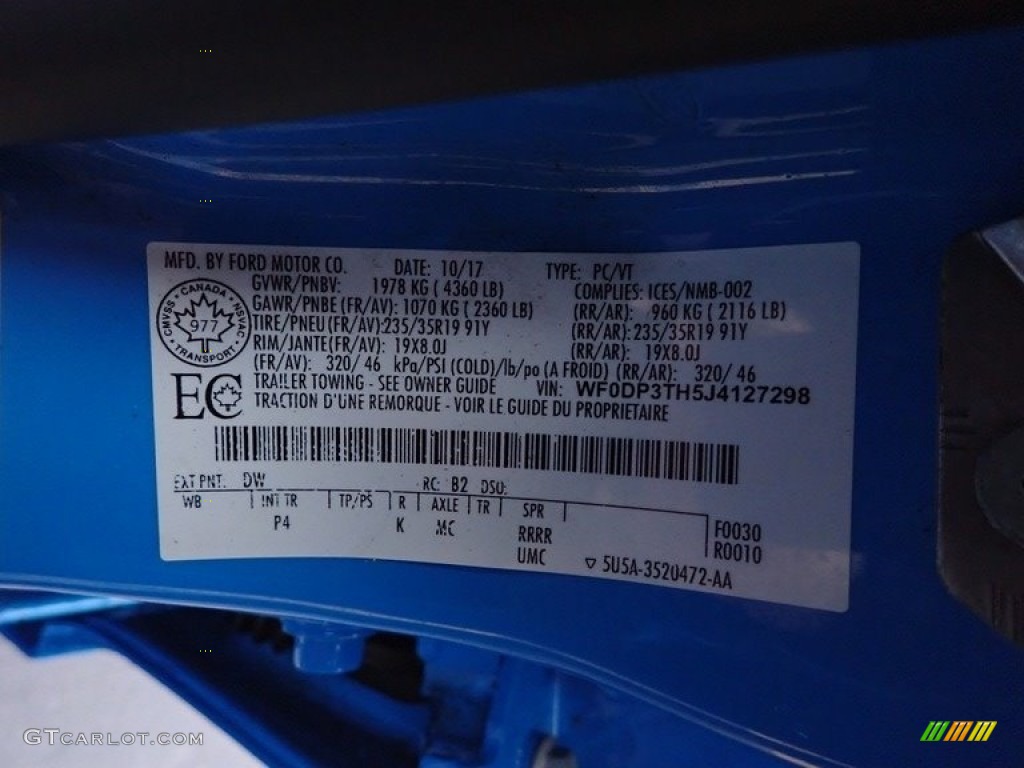 MFD. BY FORD MOTOR CO. DATE: 10/17 TYPE: PC/VT
GVWR/PNBV: 1978 KG ( 4360 LB) COMPLIES: ICES/NMB-002
GAWR/PNBE (FR/AV): 1070 KG ( 2360 LB) (RR/AR): 960 KG ( 2116 LB)
TIRE/PNEU (FR/AV):235/35R19 91Y (RR/AR): 235/35R19 91Y
RIM/JANTE(FR/AV): 19X8.0J (RR/AR): 19X8.0J
(FR/AV): 320/ 46 kPa/PSI (COLD)/lb/po (A FROID) (RR/AR): 320/ 46
TRAILER TOWING - SEE OWNER GUIDE VIN: WF0DP3TH5J4127298
TRACTION D'UNE REMORQUE - VOIR LE GUIDE DU PROPRIETAIRE
CANADA
CMVSS NSVAC
977
TRANSPORT
EC
EXT PNT: DW RC: B2 DSO:
WB INT TR TP/PS R AXLE TR SPR
P4 K MC RRRR F0030
UMC R0010
5U5A-3520472-AA
GTCARLOT.COM